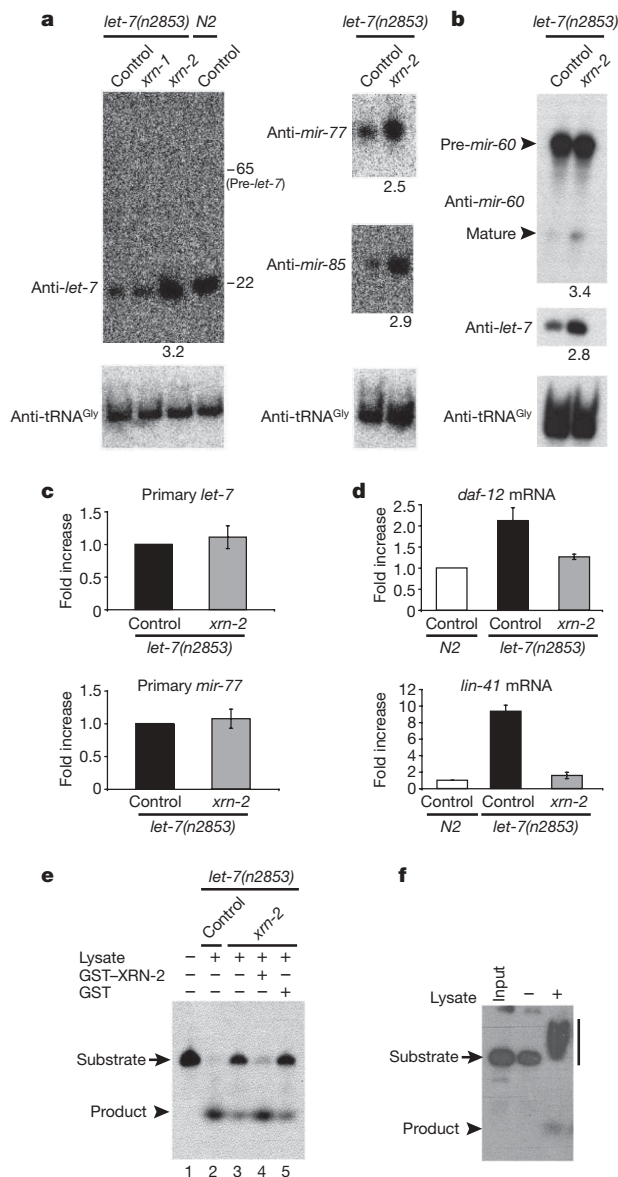 a
let-7(n2853) N2
Control
xrn-1
xrn-2
Control
–65
(Pre-let-7)
Anti-let-7
–22
3.2
Anti-tRNAGly
let-7(n2853)
Control
xrn-2
Anti-mir-77
2.5
Anti-mir-85
2.9
Anti-tRNAGly
b
let-7(n2853)
Control
xrn-2
Pre-mir-60
Anti-mir-60
Mature
3.4
Anti-let-7
2.8
Anti-tRNAGly
c
Primary let-7
Fold increase
1.5
1.0
0.5
0
Control xrn-2
let-7(n2853)
Primary mir-77
Fold increase
1.5
1.0
0.5
0
Control xrn-2
let-7(n2853)
d
daf-12 mRNA
Fold increase
2.5
2.0
1.5
1.0
0.5
0
Control Control xrn-2
N2 let-7(n2853)
lin-41 mRNA
Fold increase
12
10
8
6
4
2
0
Control Control xrn-2
N2 let-7(n2853)
e
let-7(n2853)
Control
xrn-2
Lysate – + + + +
GST–XRN-2 – – – + –
GST – – – – +
Substrate
Product
1 2 3 4 5
f
Lysate Input – +
Substrate
Product